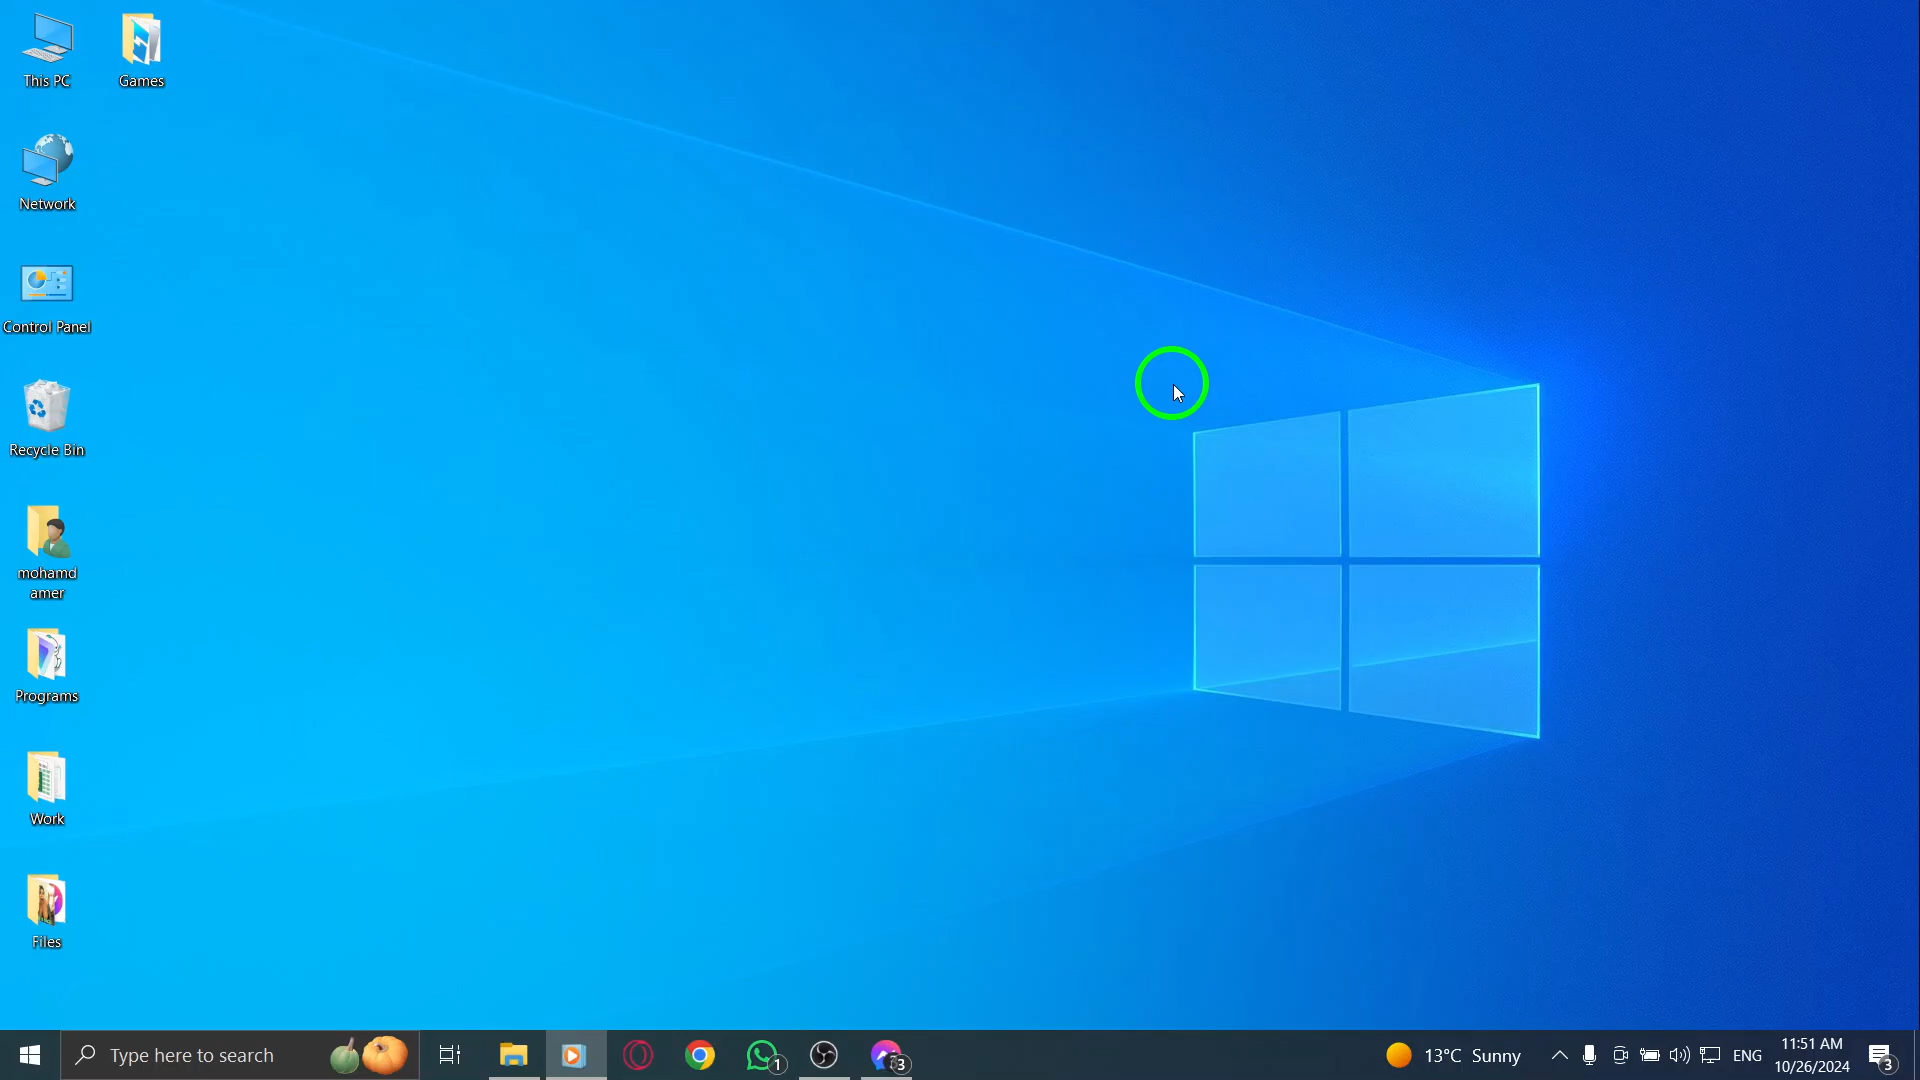 This PC
Games
Network
Control Panel
Recycle Bin
mohamd
amer
Programs
Work
Files
Type here to search
1
3
13°C Sunny
ENG
11:51 AM
10/26/2024
3